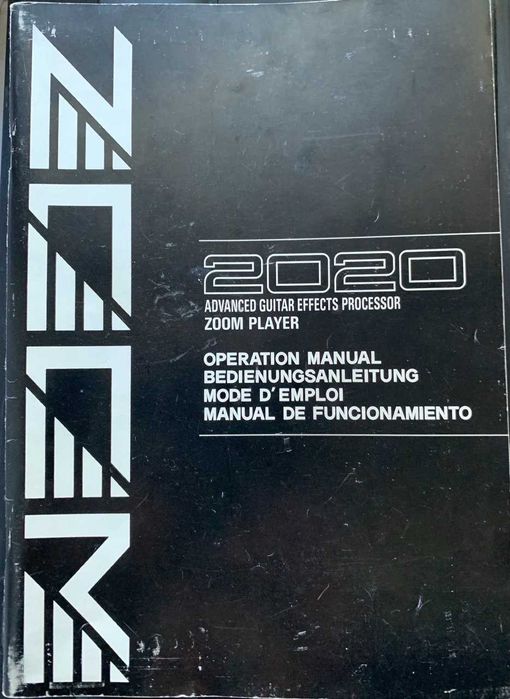 ZOOM
2020
ADVANCED GUITAR EFFECTS PROCESSOR
ZOOM PLAYER
OPERATION MANUAL
BEDIENUNGSANLEITUNG
MODE D'EMPLOI
MANUAL DE FUNCIONAMIENTO